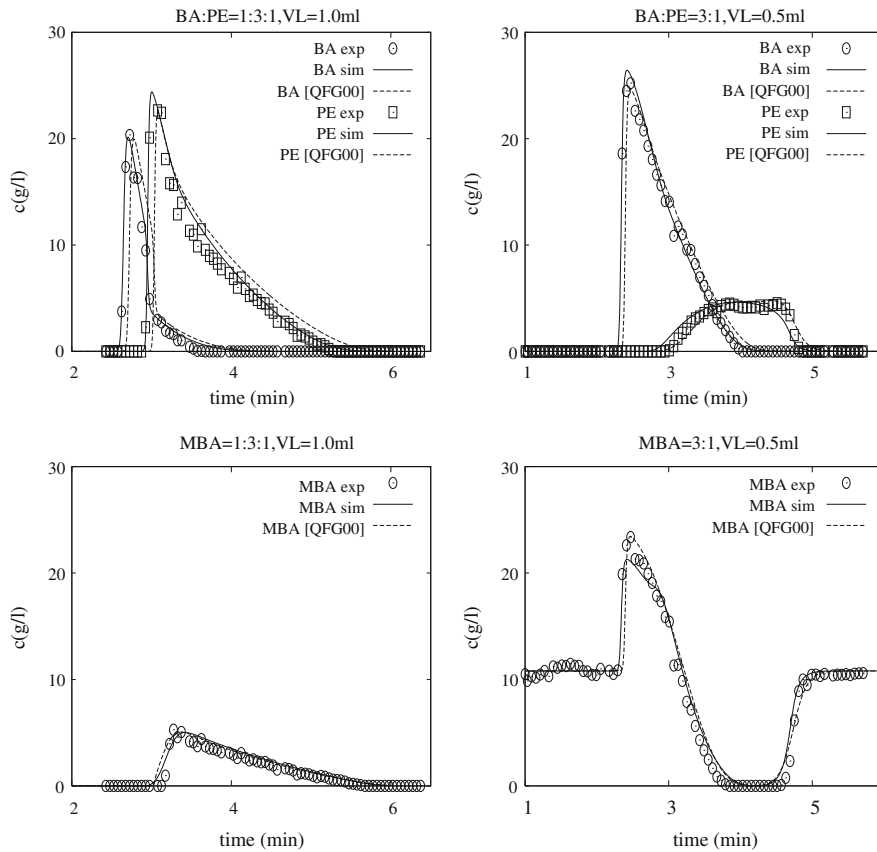 BA:PE=1:3:1,VL=1.0ml
30
20
10
0
c(g/l)
BA exp
BA sim
BA [QFG00]
PE exp
PE sim
PE [QFG00]
2
4
6
time (min)
BA:PE=3:1,VL=0.5ml
30
20
10
0
c(g/l)
BA exp
BA sim
BA [QFG00]
PE exp
PE sim
PE [QFG00]
1
3
5
time (min)
MBA=1:3:1,VL=1.0ml
30
20
10
0
c(g/l)
MBA exp
MBA sim
MBA [QFG00]
2
4
6
time (min)
MBA=3:1,VL=0.5ml
30
20
10
0
c(g/l)
MBA exp
MBA sim
MBA [QFG00]
1
3
5
time (min)